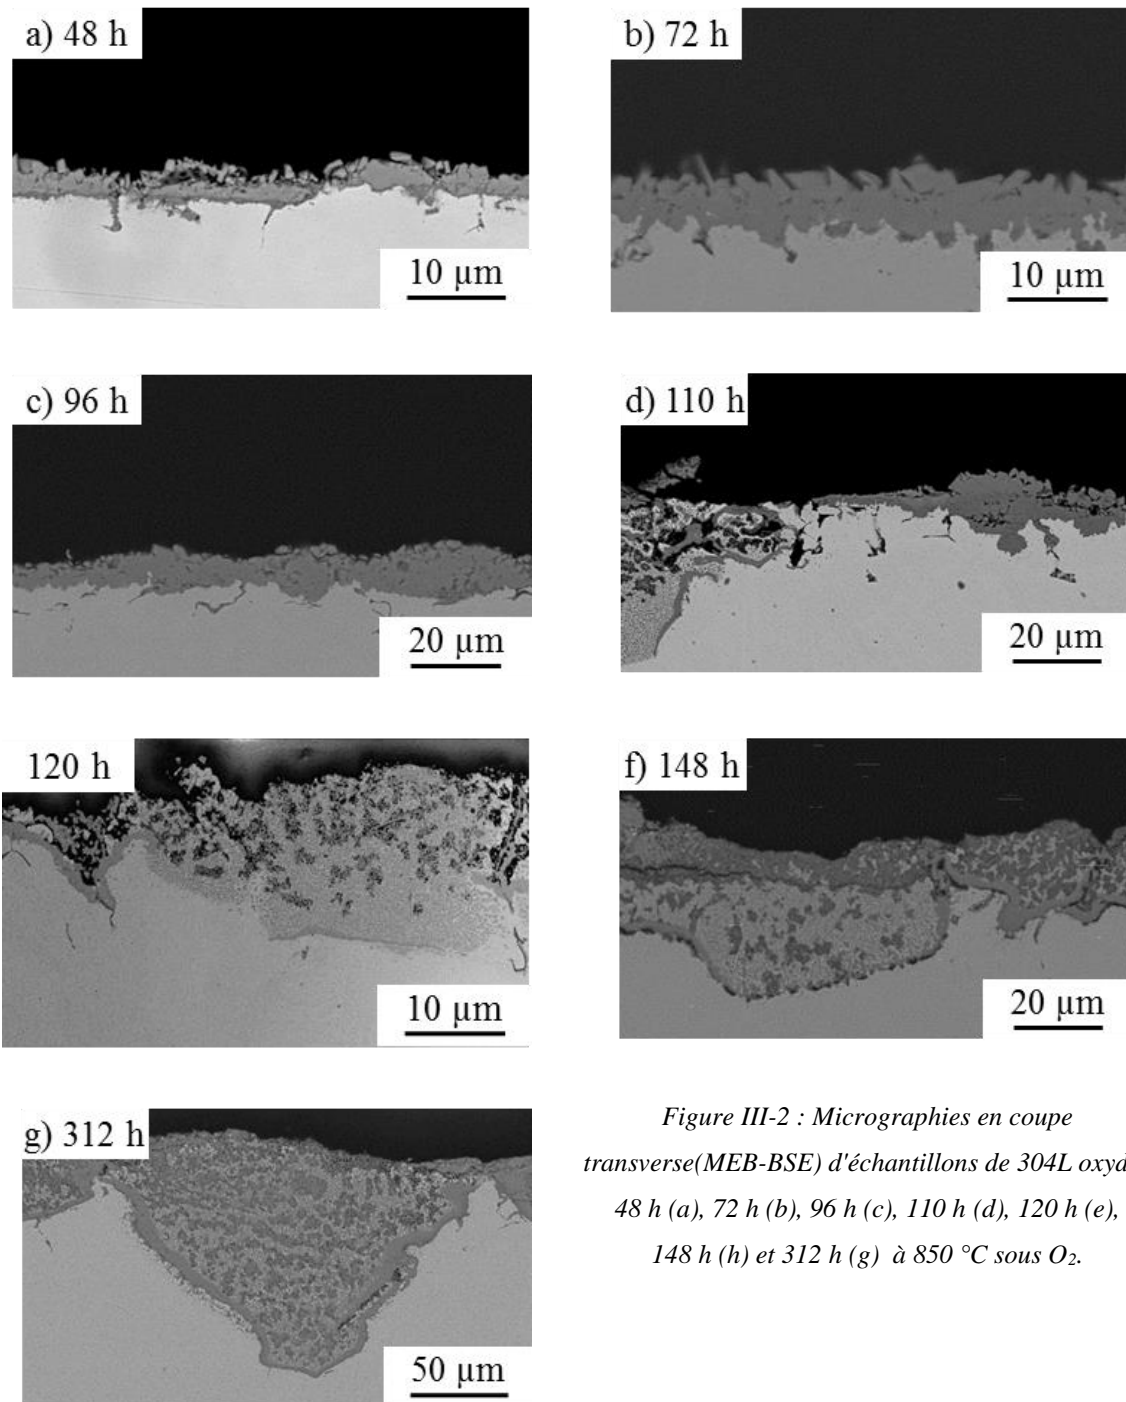 a) 48 h
b) 72 h
10 µm
10 µm
c) 96 h
d) 110 h
20 µm
20 µm
120 h
f) 148 h
10 µm
20 µm
g) 312 h
50 µm
Figure III-2 : Micrographies en coupe
transverse(MEB-BSE) d'échantillons de 304L
48 h (a), 72 h (b), 96 h (c), 110 h (d), 120 h (e),
148 h (h) et 312 h (g) à 850 °C sous O₂.